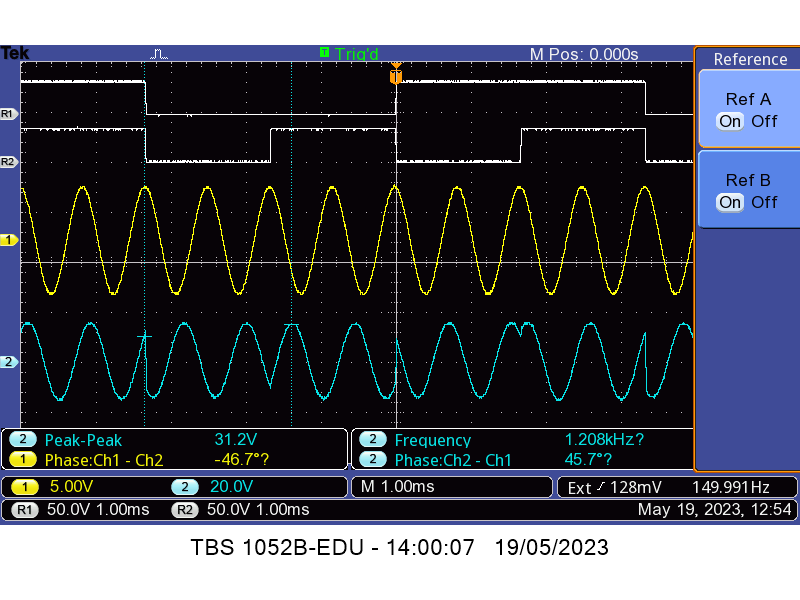 Tek Trig'd M Pos: 0.000s Reference
T
Ref A
On Off
R1
R2
Ref B
On Off
1
2
2 Peak-Peak 31.2V 2 Frequency 1.208kHz?
1 Phase:Ch1 - Ch2 -46.7°? 2 Phase:Ch2 - Ch1 45.7°?
1 5.00V 2 20.0V M 1.00ms Ext 128mV 149.991Hz
R1 50.0V 1.00ms R2 50.0V 1.00ms May 19, 2023, 12:54
TBS 1052B-EDU - 14:00:07 19/05/2023